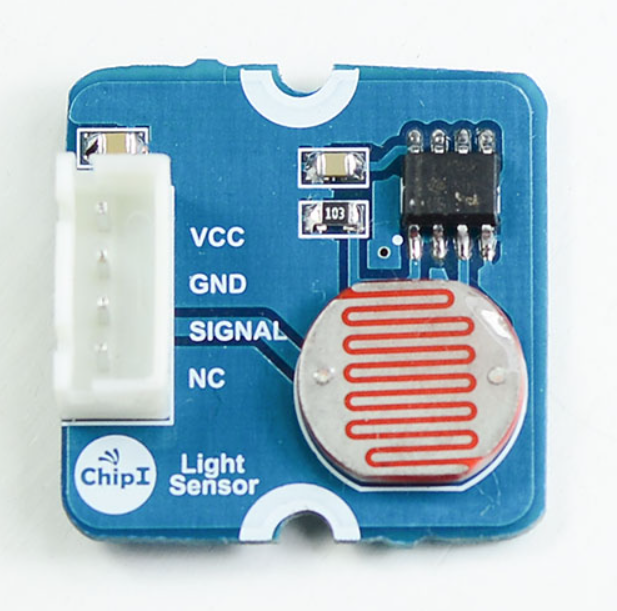 103
VCC
GND
SIGNAL
NC
ChipI
Light
Sensor